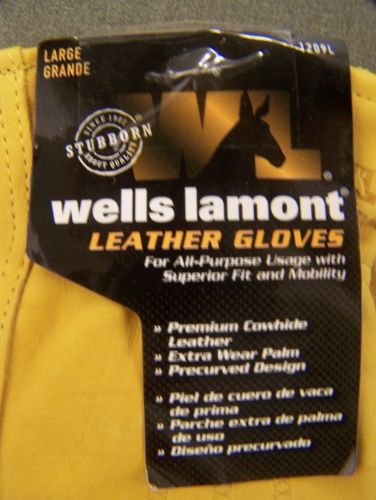 LARGE
GRANDE
1209L
SINCE 1907
STUBBORN
ABOUT QUALITY
WL
wells lamont
LEATHER GLOVES
For All-Purpose Usage with
Superior Fit and Mobility
» Premium Cowhide
Leather
» Extra Wear Palm
» Precurved Design
» Piel de cuero de vaca
de prima
» Parche extra de palma
de uso
» Diseño precurvado